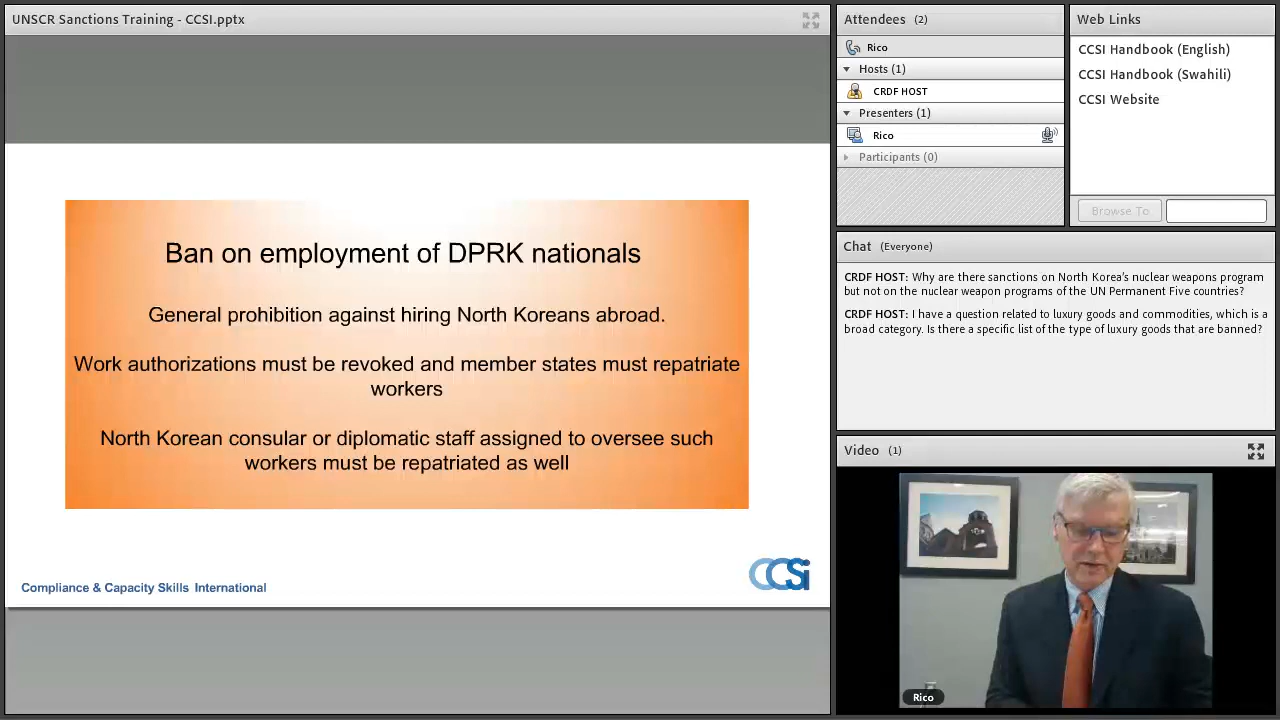 UNSCR Sanctions Training - CCSI.pptx
Ban on employment of DPRK nationals
General prohibition against hiring North Koreans abroad.
Work authorizations must be revoked and member states must repatriate
workers
North Korean consular or diplomatic staff assigned to oversee such
workers must be repatriated as well
Compliance & Capacity Skills International
CCSi
Attendees (2)
Rico
Hosts (1)
CRDF HOST
Presenters (1)
Rico
Participants (0)
Web Links
CCSI Handbook (English)
CCSI Handbook (Swahili)
CCSI Website
Browse To
Chat (Everyone)
CRDF HOST: Why are there sanctions on North Korea's nuclear weapons program
but not on the nuclear weapon programs of the UN Permanent Five countries?
CRDF HOST: I have a question related to luxury goods and commodities, which is a
broad category. Is there a specific list of the type of luxury goods that are banned?
Video (1)
Rico